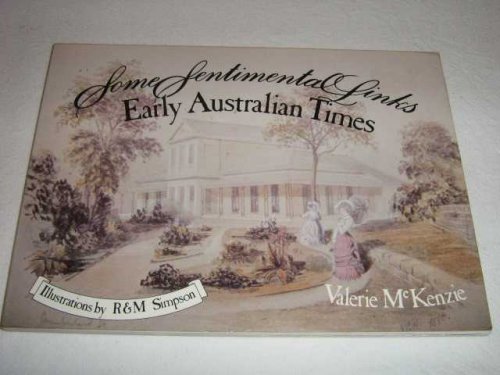 Some Sentimental Links
Early Australian Times
Illustrations by R&M Simpson
Valerie McKenzie